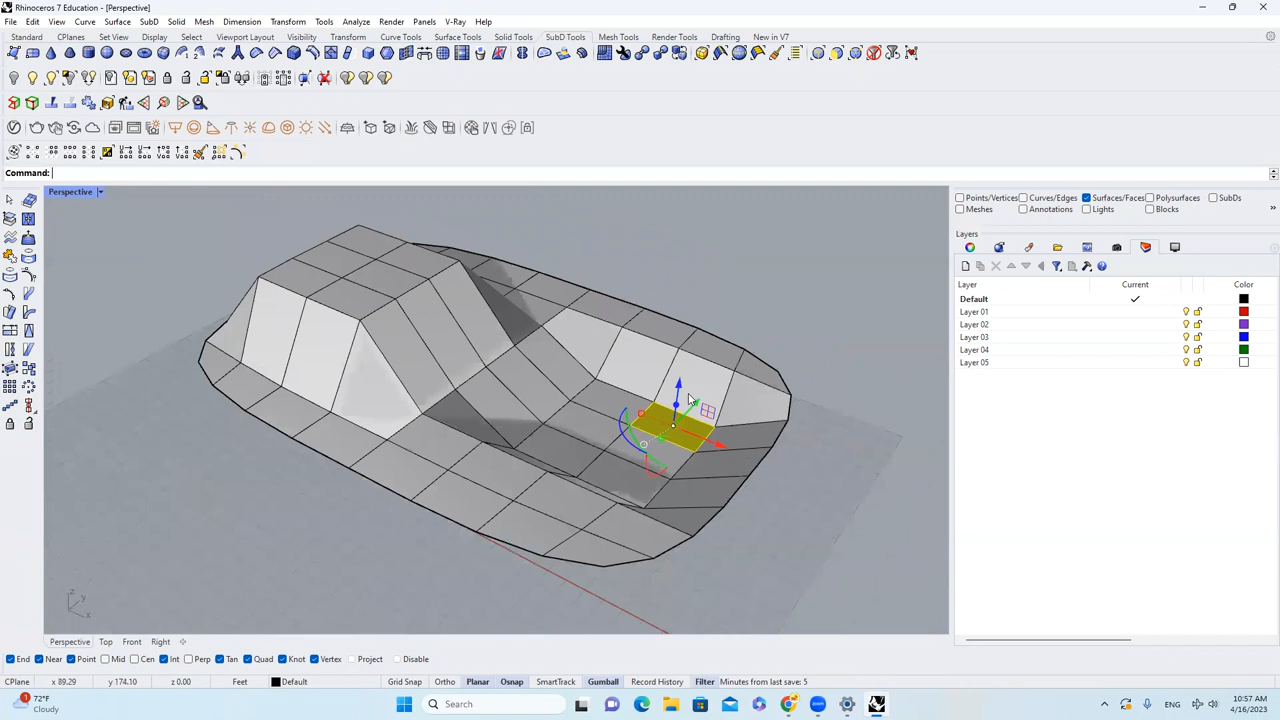 Rhinoceros 7 Education - [Perspective]
File Edit View Curve Surface SubD Solid Mesh Dimension Transform Tools Analyze Render Panels V-Ray Help
Standard CPlanes Set View Display Select Viewport Layout Visibility Transform Curve Tools Surface Tools Solid Tools SubD Tools Mesh Tools Render Tools Drafting New in V7
Command:
Perspective
Points/Vertices Curves/Edges Surfaces/Faces Polysurfaces SubDs
Meshes Annotations Lights Blocks
Layers
Layer Current Color
Default
Layer 01
Layer 02
Layer 03
Layer 04
Layer 05
z
y
x
Perspective Top Front Right
End Near Point Mid Cen Int Perp Tan Quad Knot Vertex Project Disable
CPlane x 89.29 y 174.10 z 0.00 Feet Default Grid Snap Ortho Planar Osnap SmartTrack Gumball Record History Filter Minutes from last save: 5
1
72°F
Cloudy
Search
zoom
ENG
10:57 AM
4/16/2023